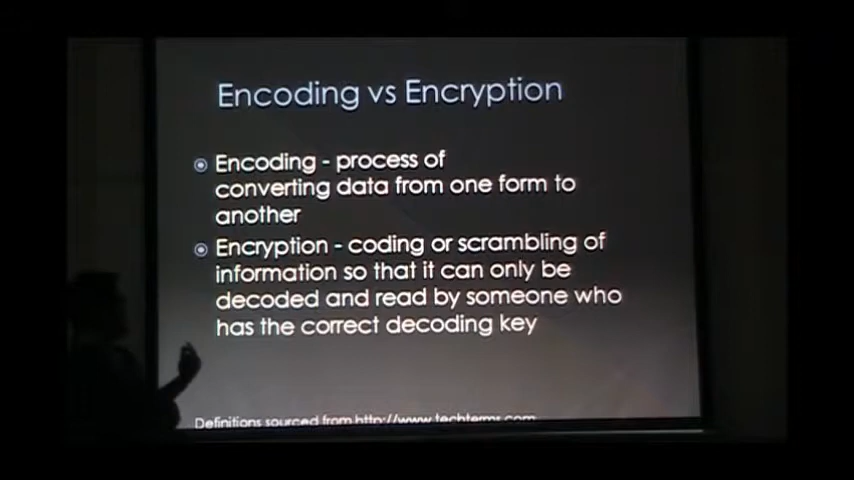 Encoding vs Encryption
Encoding - process of
converting data from one form to
another
Encryption - coding or scrambling of
information so that it can only be
decoded and read by someone who
has the correct decoding key
Definitions sourced from http://www.techterms.com